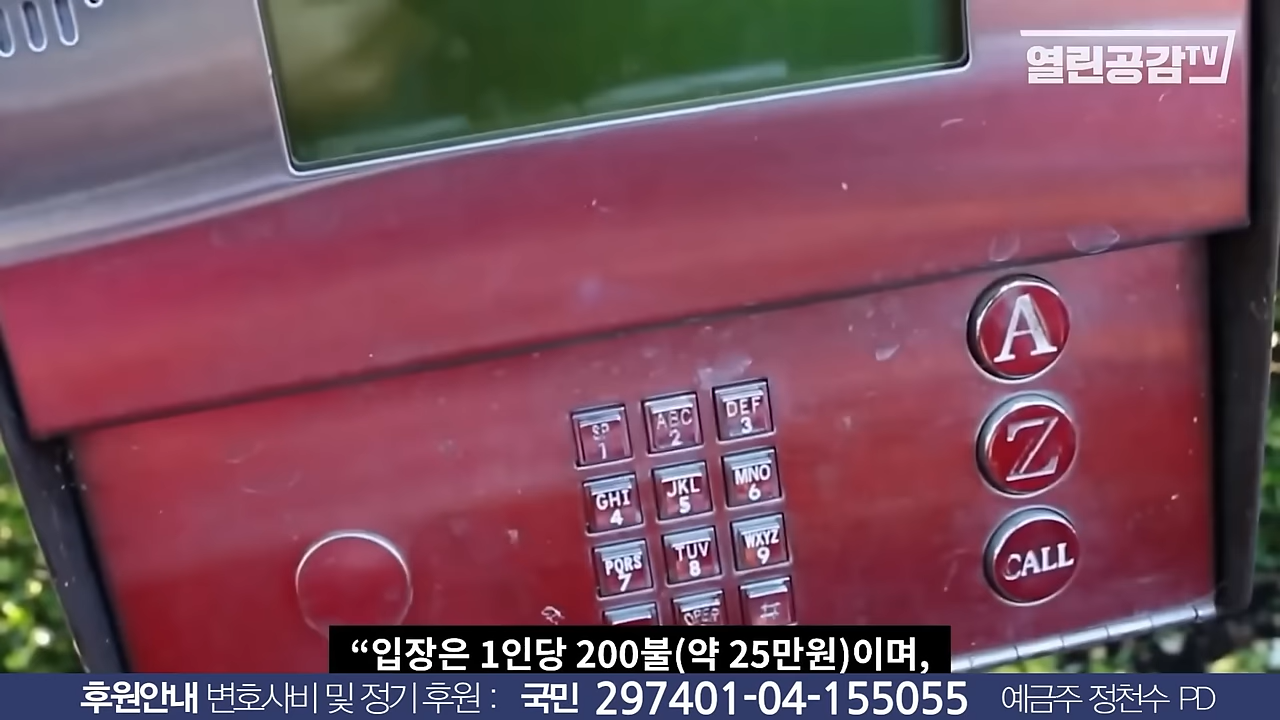 열린공감TV
A
SP
1
ABC
2
DEF
3
Z
GHI
4
JKL
5
MNO
6
PQRS
7
TUV
8
WXYZ
9
CALL
OPER
#
“입장은 1인당 200불(약 25만원)이며,
후원안내 변호사비 및 정기 후원 : 국민 297401-04-155055 예금주 정천수 PD